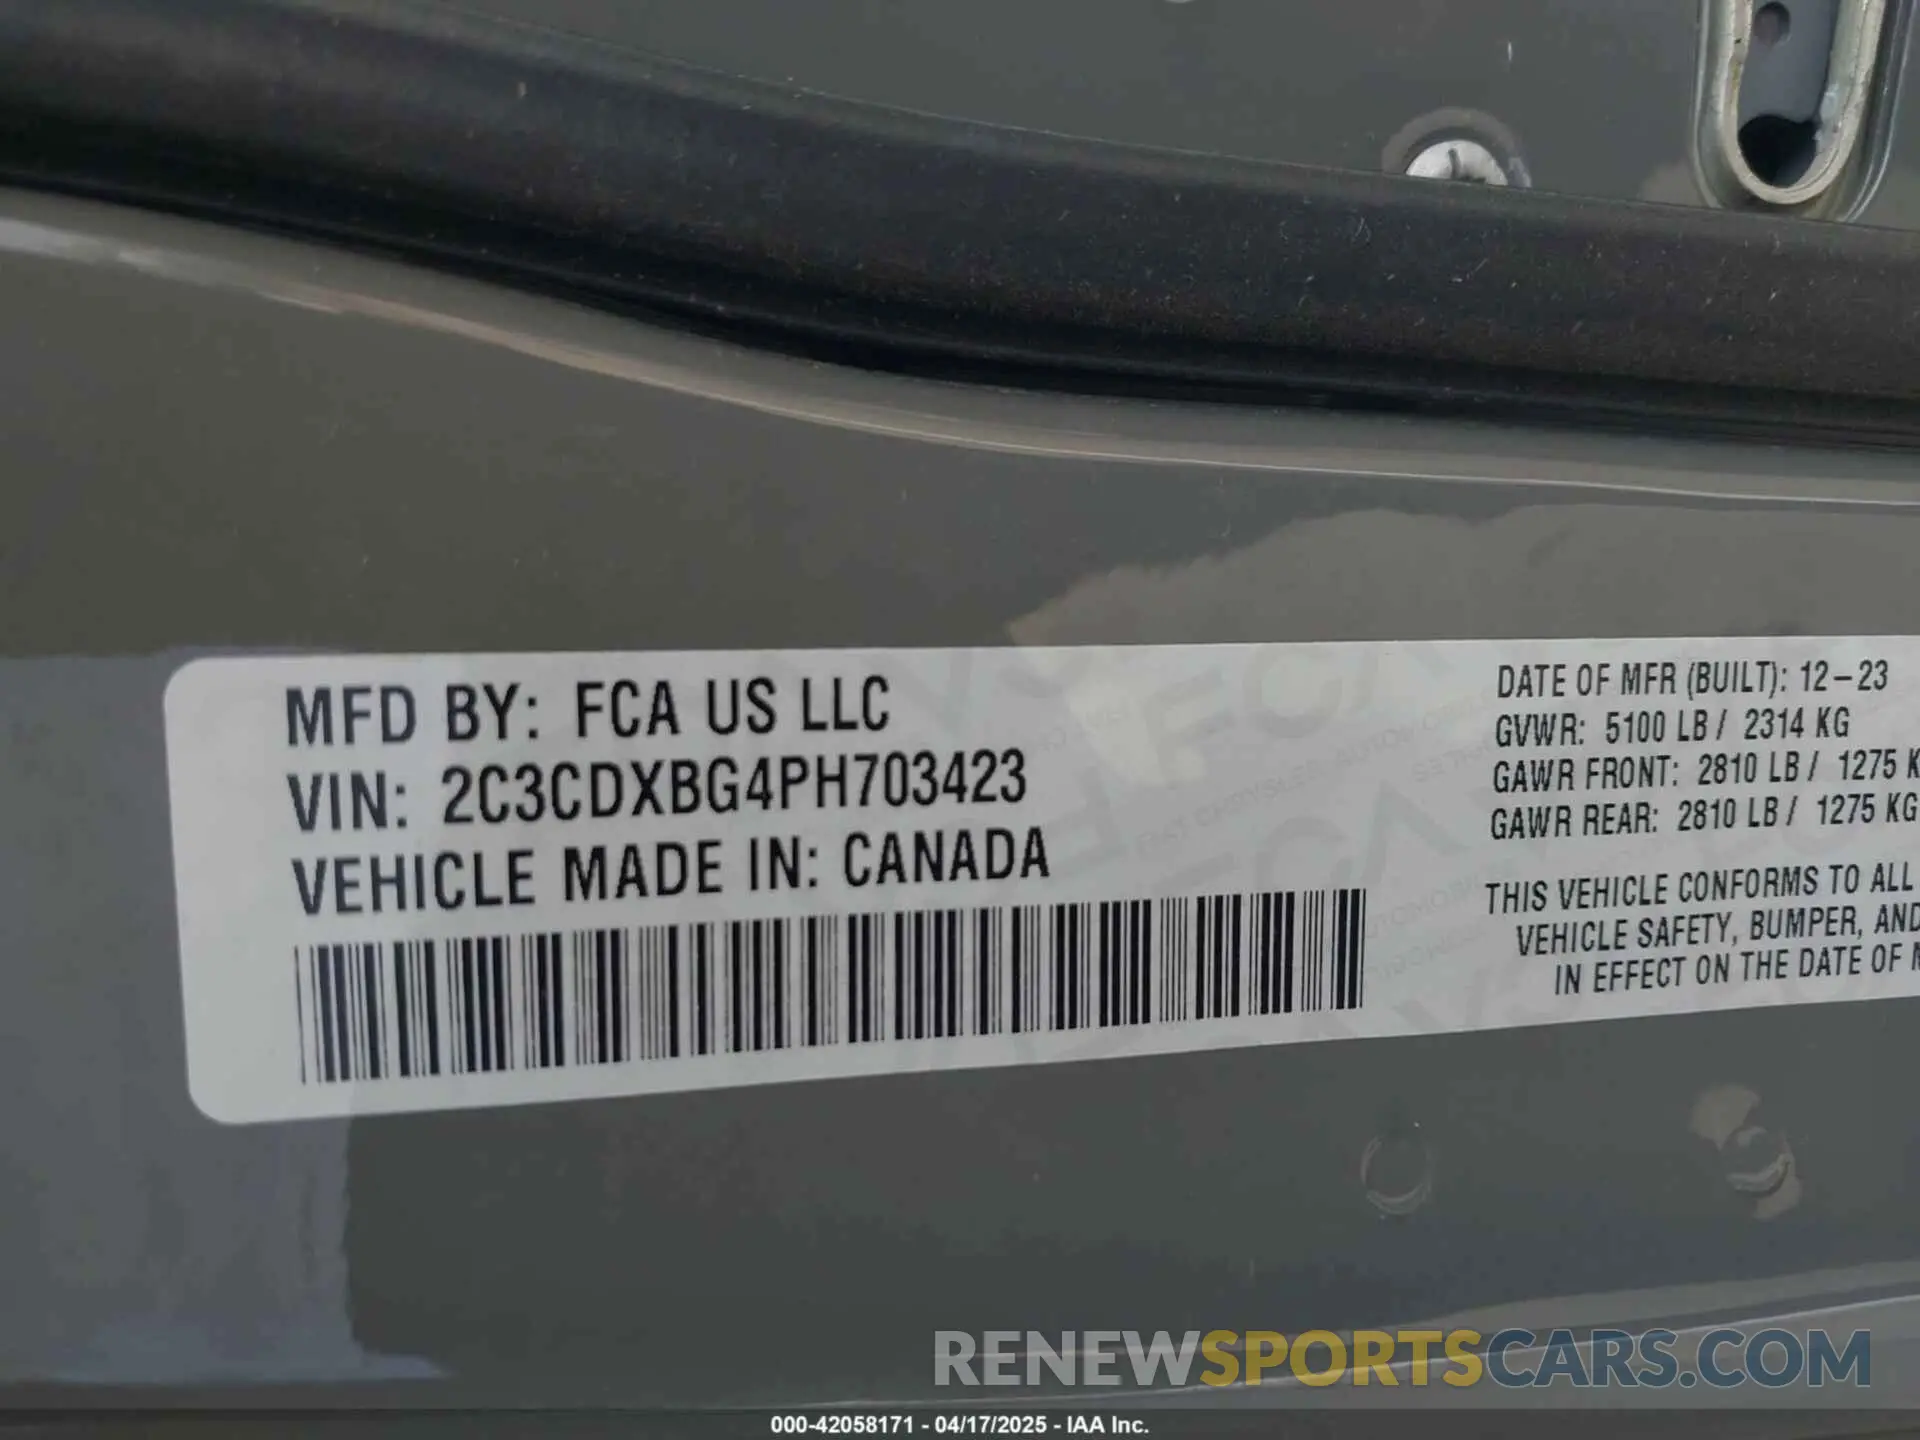 MFD BY: FCA US LLC
VIN: 2C3CDXBG4PH703423
VEHICLE MADE IN: CANADA
DATE OF MFR (BUILT): 12-23
GVWR: 5100 LB / 2314 KG
GAWR FRONT: 2810 LB / 1275 K
GAWR REAR: 2810 LB / 1275 KG
THIS VEHICLE CONFORMS TO ALL
VEHICLE SAFETY, BUMPER, AND
IN EFFECT ON THE DATE OF
RENEWSPORTSCARS.COM
000-42058171 - 04/17/2025 - IAA Inc.